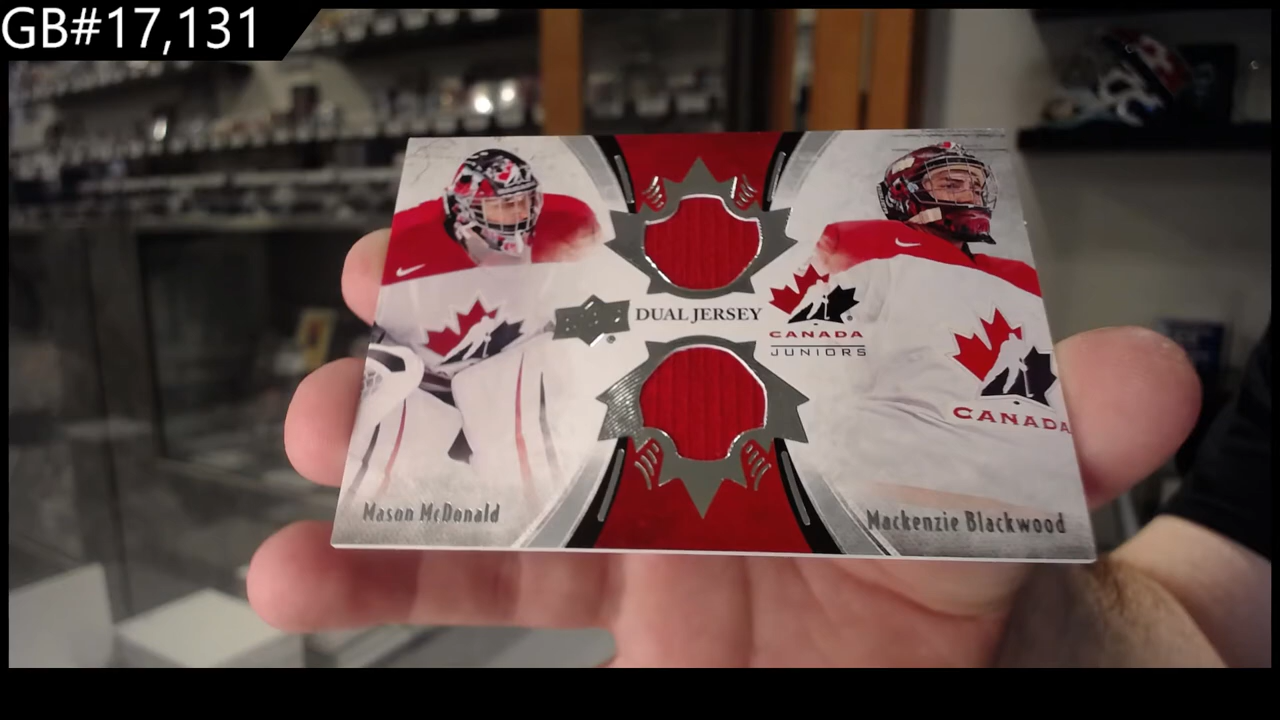 GB#17,131
DUAL JERSEY
CANADA
JUNIORS
CANADA
Mason McDonald
Mackenzie Blackwood